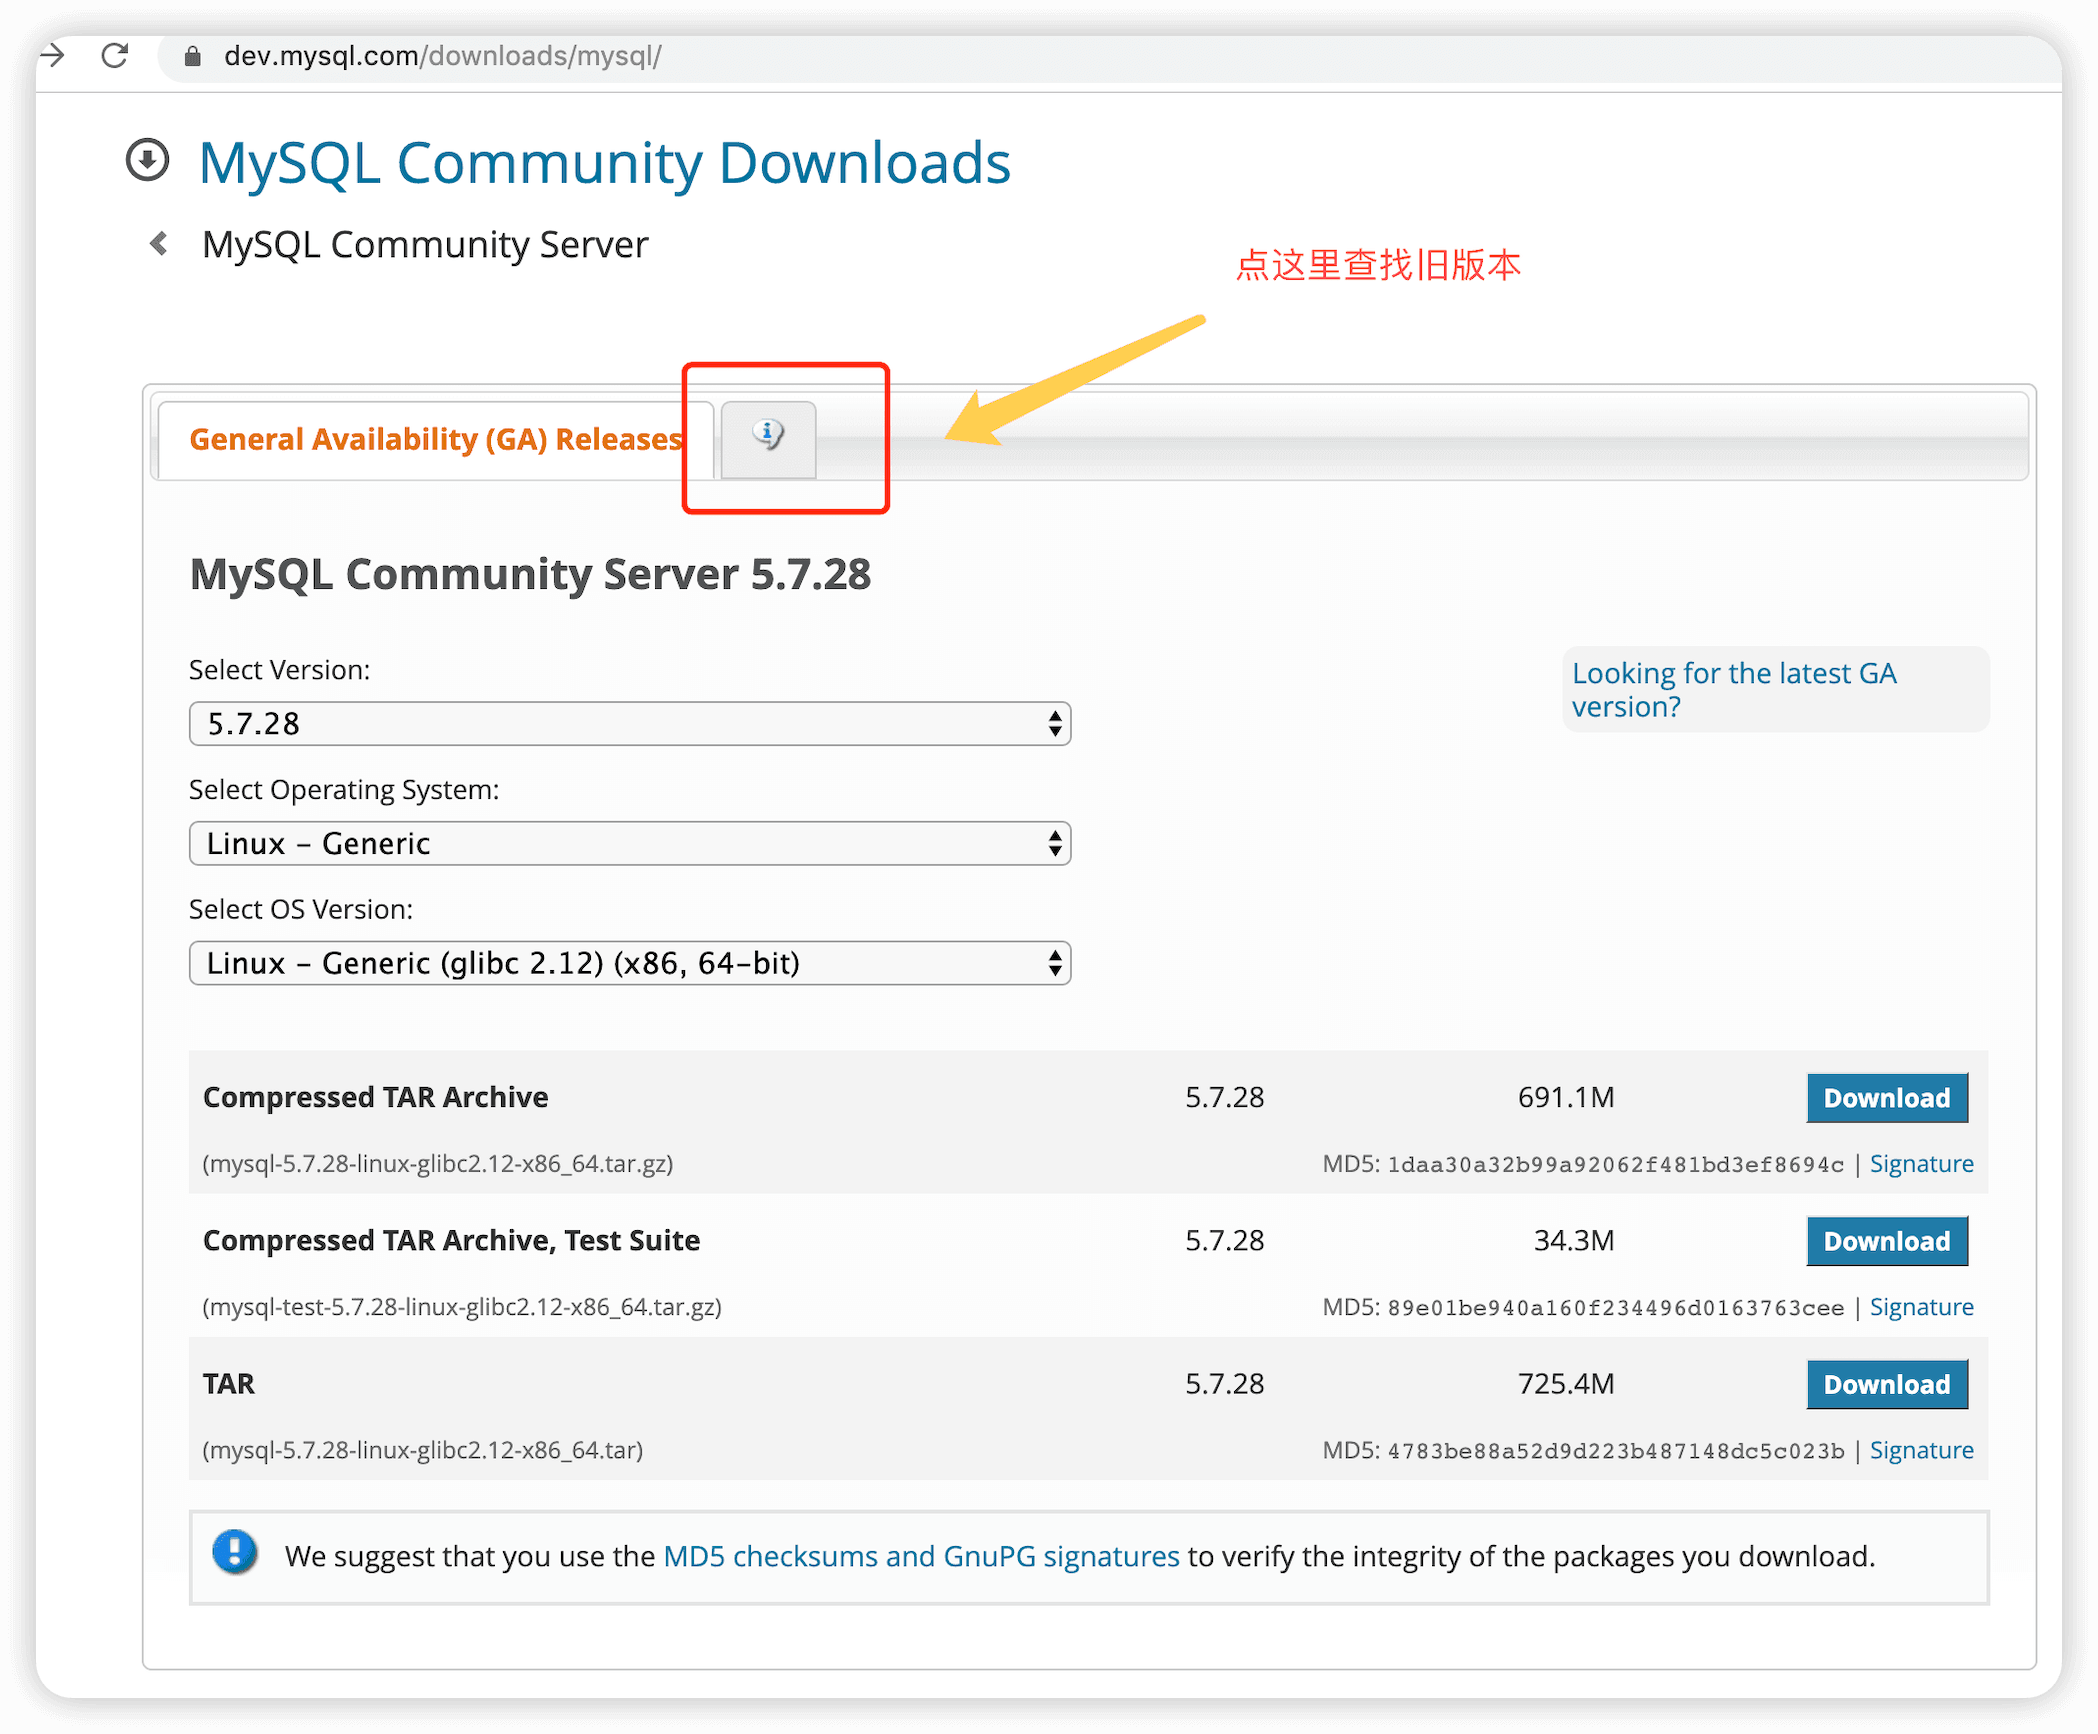 dev.mysql.com/downloads/mysql/
MySQL Community Downloads
MySQL Community Server
点这里查找旧版本
General Availability (GA) Releases
MySQL Community Server 5.7.28
Select Version:
5.7.28
Looking for the latest GA
version?
Select Operating System:
Linux – Generic
Select OS Version:
Linux – Generic (glibc 2.12) (x86, 64–bit)
Compressed TAR Archive 5.7.28 691.1M Download
(mysql-5.7.28-linux-glibc2.12-x86_64.tar.gz) MD5: 1daa30a32b99a92062f481bd3ef8694c | Signature
Compressed TAR Archive, Test Suite 5.7.28 34.3M Download
(mysql-test-5.7.28-linux-glibc2.12-x86_64.tar.gz) MD5: 89e01be940a160f234496d0163763cee | Signature
TAR 5.7.28 725.4M Download
(mysql-5.7.28-linux-glibc2.12-x86_64.tar) MD5: 4783be88a52d9d223b487148dc5c023b | Signature
We suggest that you use the MD5 checksums and GnuPG signatures to verify the integrity of the packages you download.